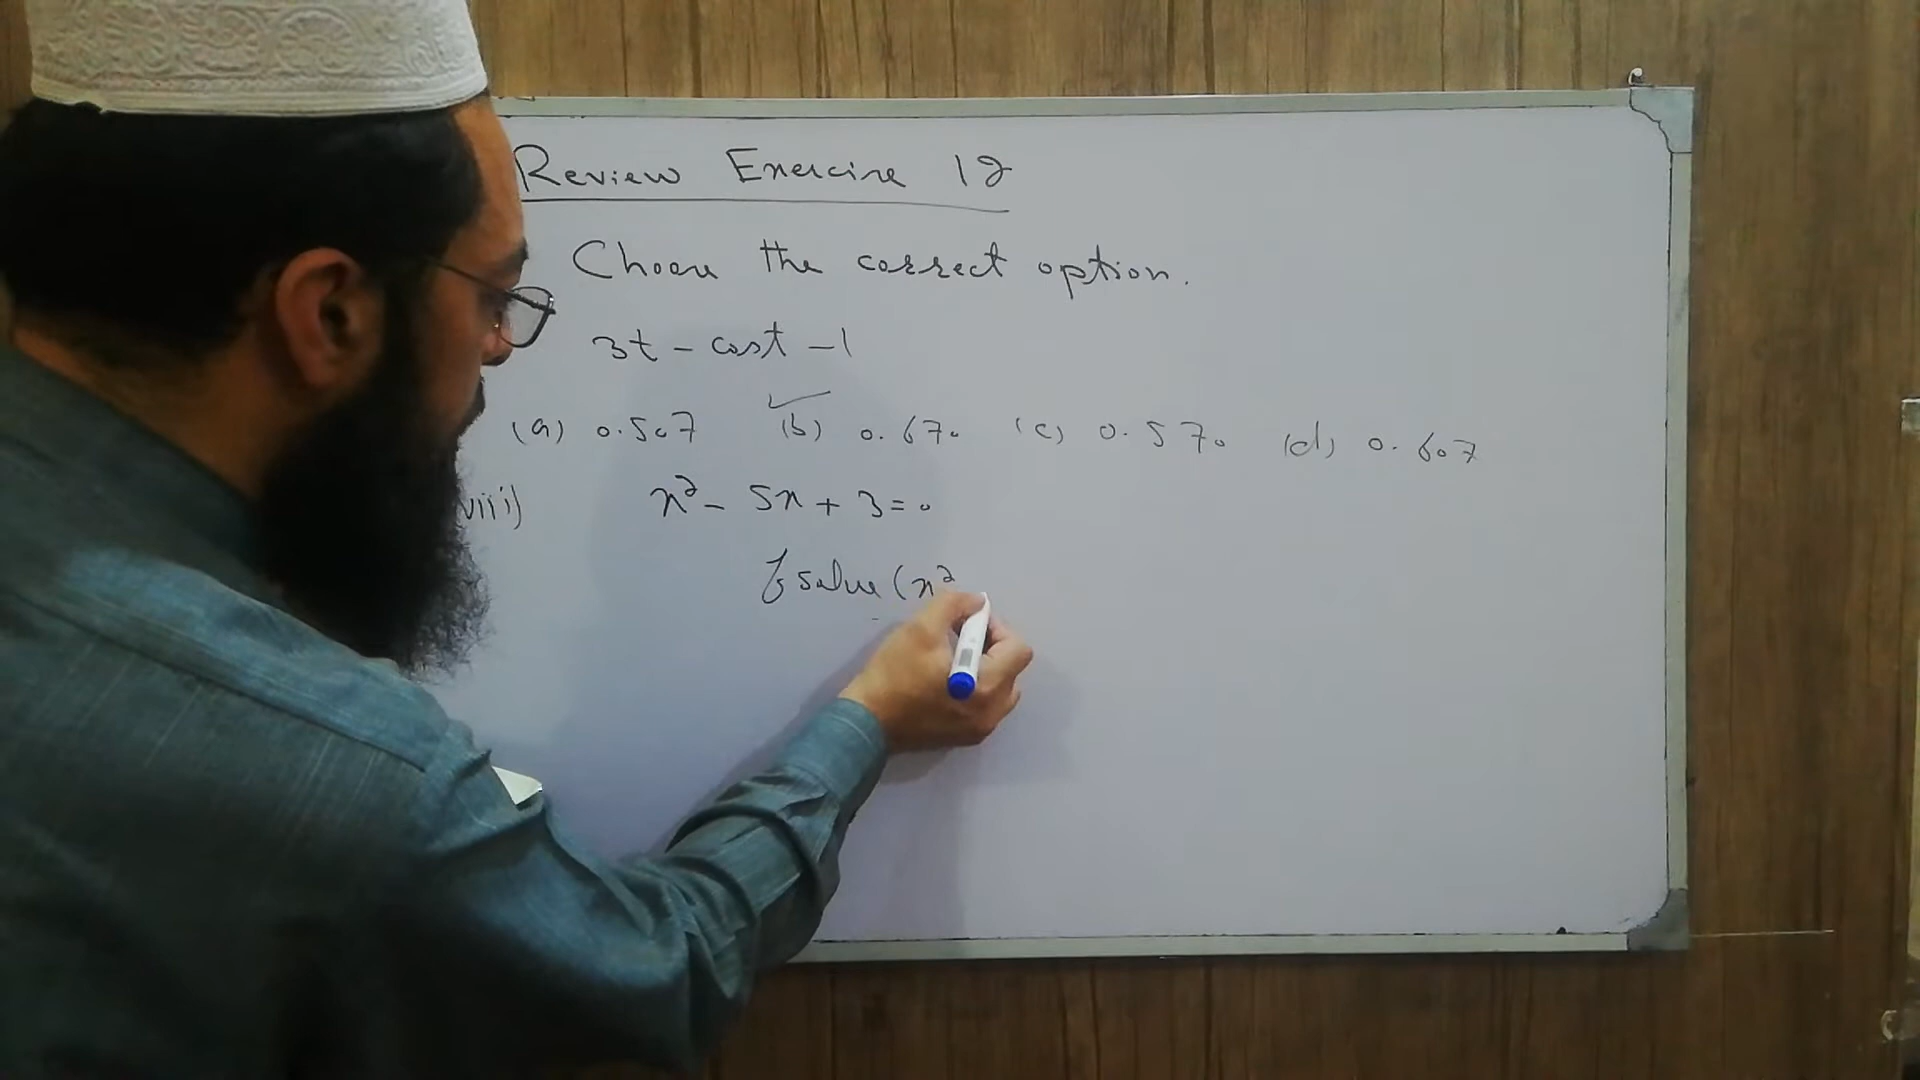 Review Exercise 12
Choose the correct option.
3t - cost - 1
(a) 0.507 (b) 0.670 (c) 0.570 (d) 0.607
viii) x² - 5x + 3 = 0
fsolve (x²